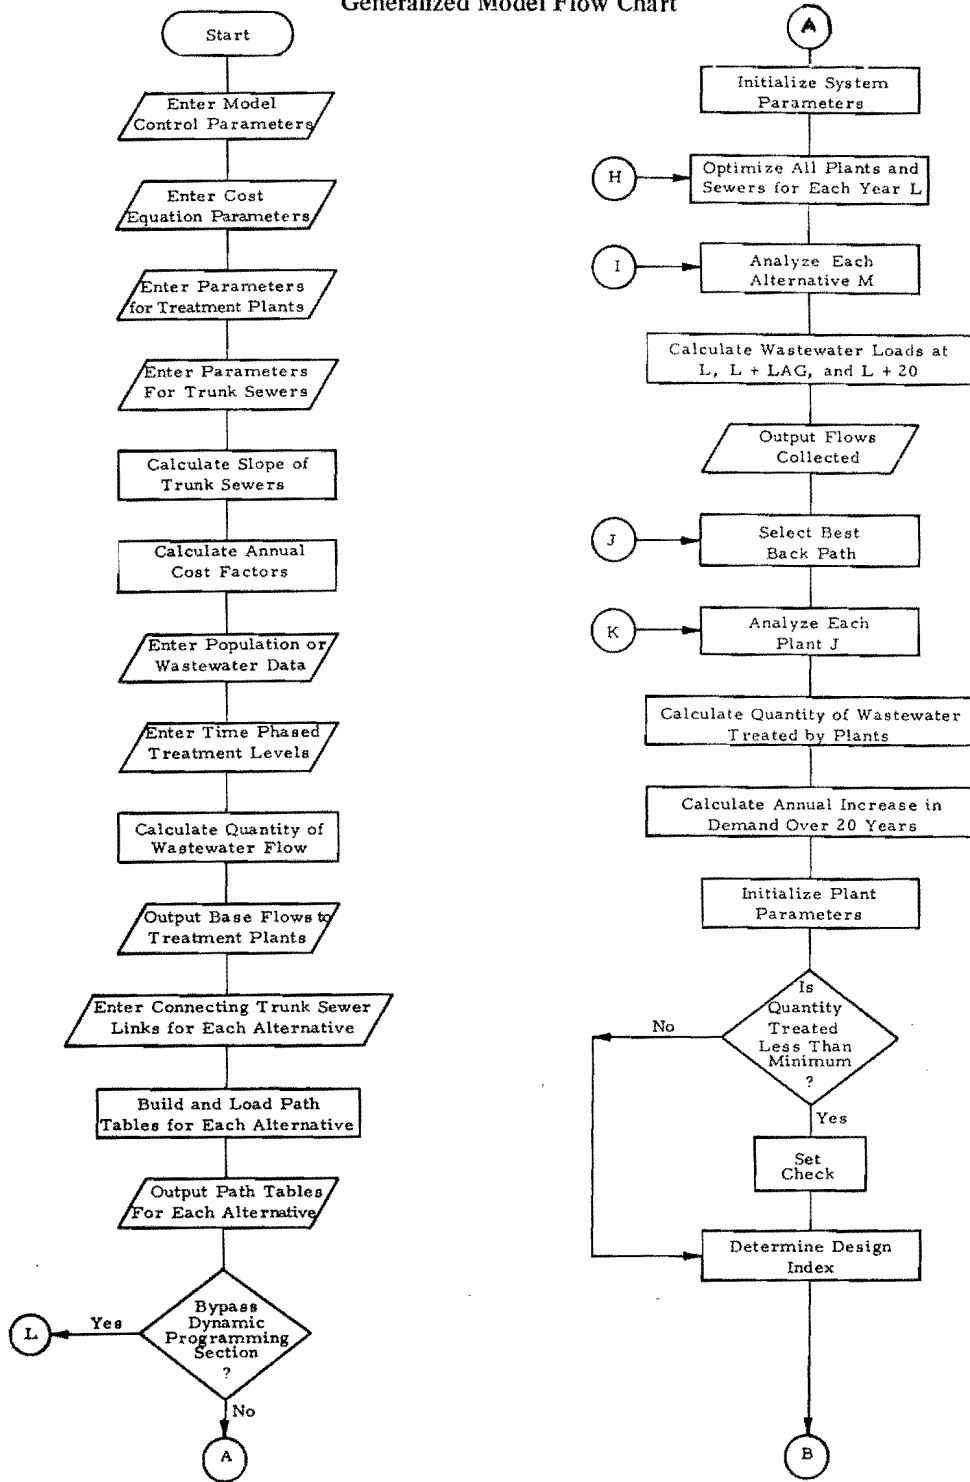 Generalized Model Flow Chart
Start
Enter Model
Control Parameters
Enter Cost
Equation Parameters
Enter Parameters
for Treatment Plants
Enter Parameters
For Trunk Sewers
Calculate Slope of
Trunk Sewers
Calculate Annual
Cost Factors
Enter Population or
Wastewater Data
Enter Time Phased
Treatment Levels
Calculate Quantity of
Wastewater Flow
Output Base Flows to
Treatment Plants
Enter Connecting Trunk Sewer
Links for Each Alternative
Build and Load Path
Tables for Each Alternative
Output Path Tables
For Each Alternative
Bypass
Dynamic
Programming
Section
?
Yes
L
No
A
A
Initialize System
Parameters
H
Optimize All Plants and
Sewers for Each Year L
I
Analyze Each
Alternative M
Calculate Wastewater Loads at
L, L + LAG, and L + 20
Output Flows
Collected
J
Select Best
Back Path
K
Analyze Each
Plant J
Calculate Quantity of Wastewater
Treated by Plants
Calculate Annual Increase in
Demand Over 20 Years
Initialize Plant
Parameters
Is
Quantity
Treated
Less Than
Minimum
?
No
Yes
Set
Check
Determine Design
Index
B